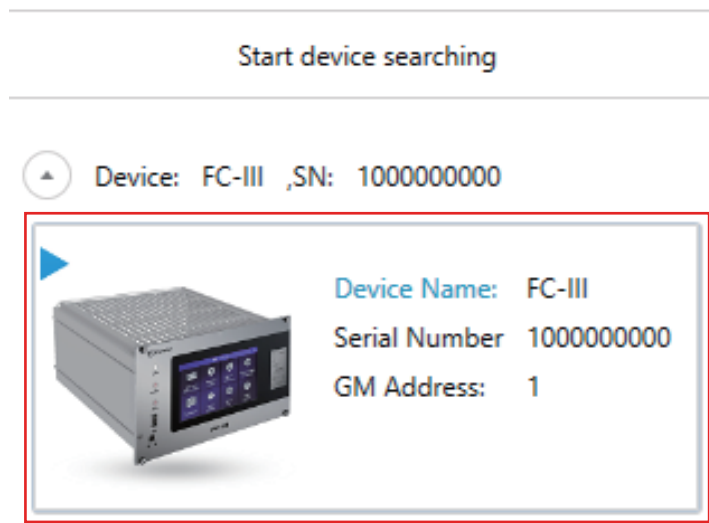 Start device searching
Device: FC-III ,SN: 1000000000
Device Name: FC-III
Serial Number 1000000000
GM Address: 1